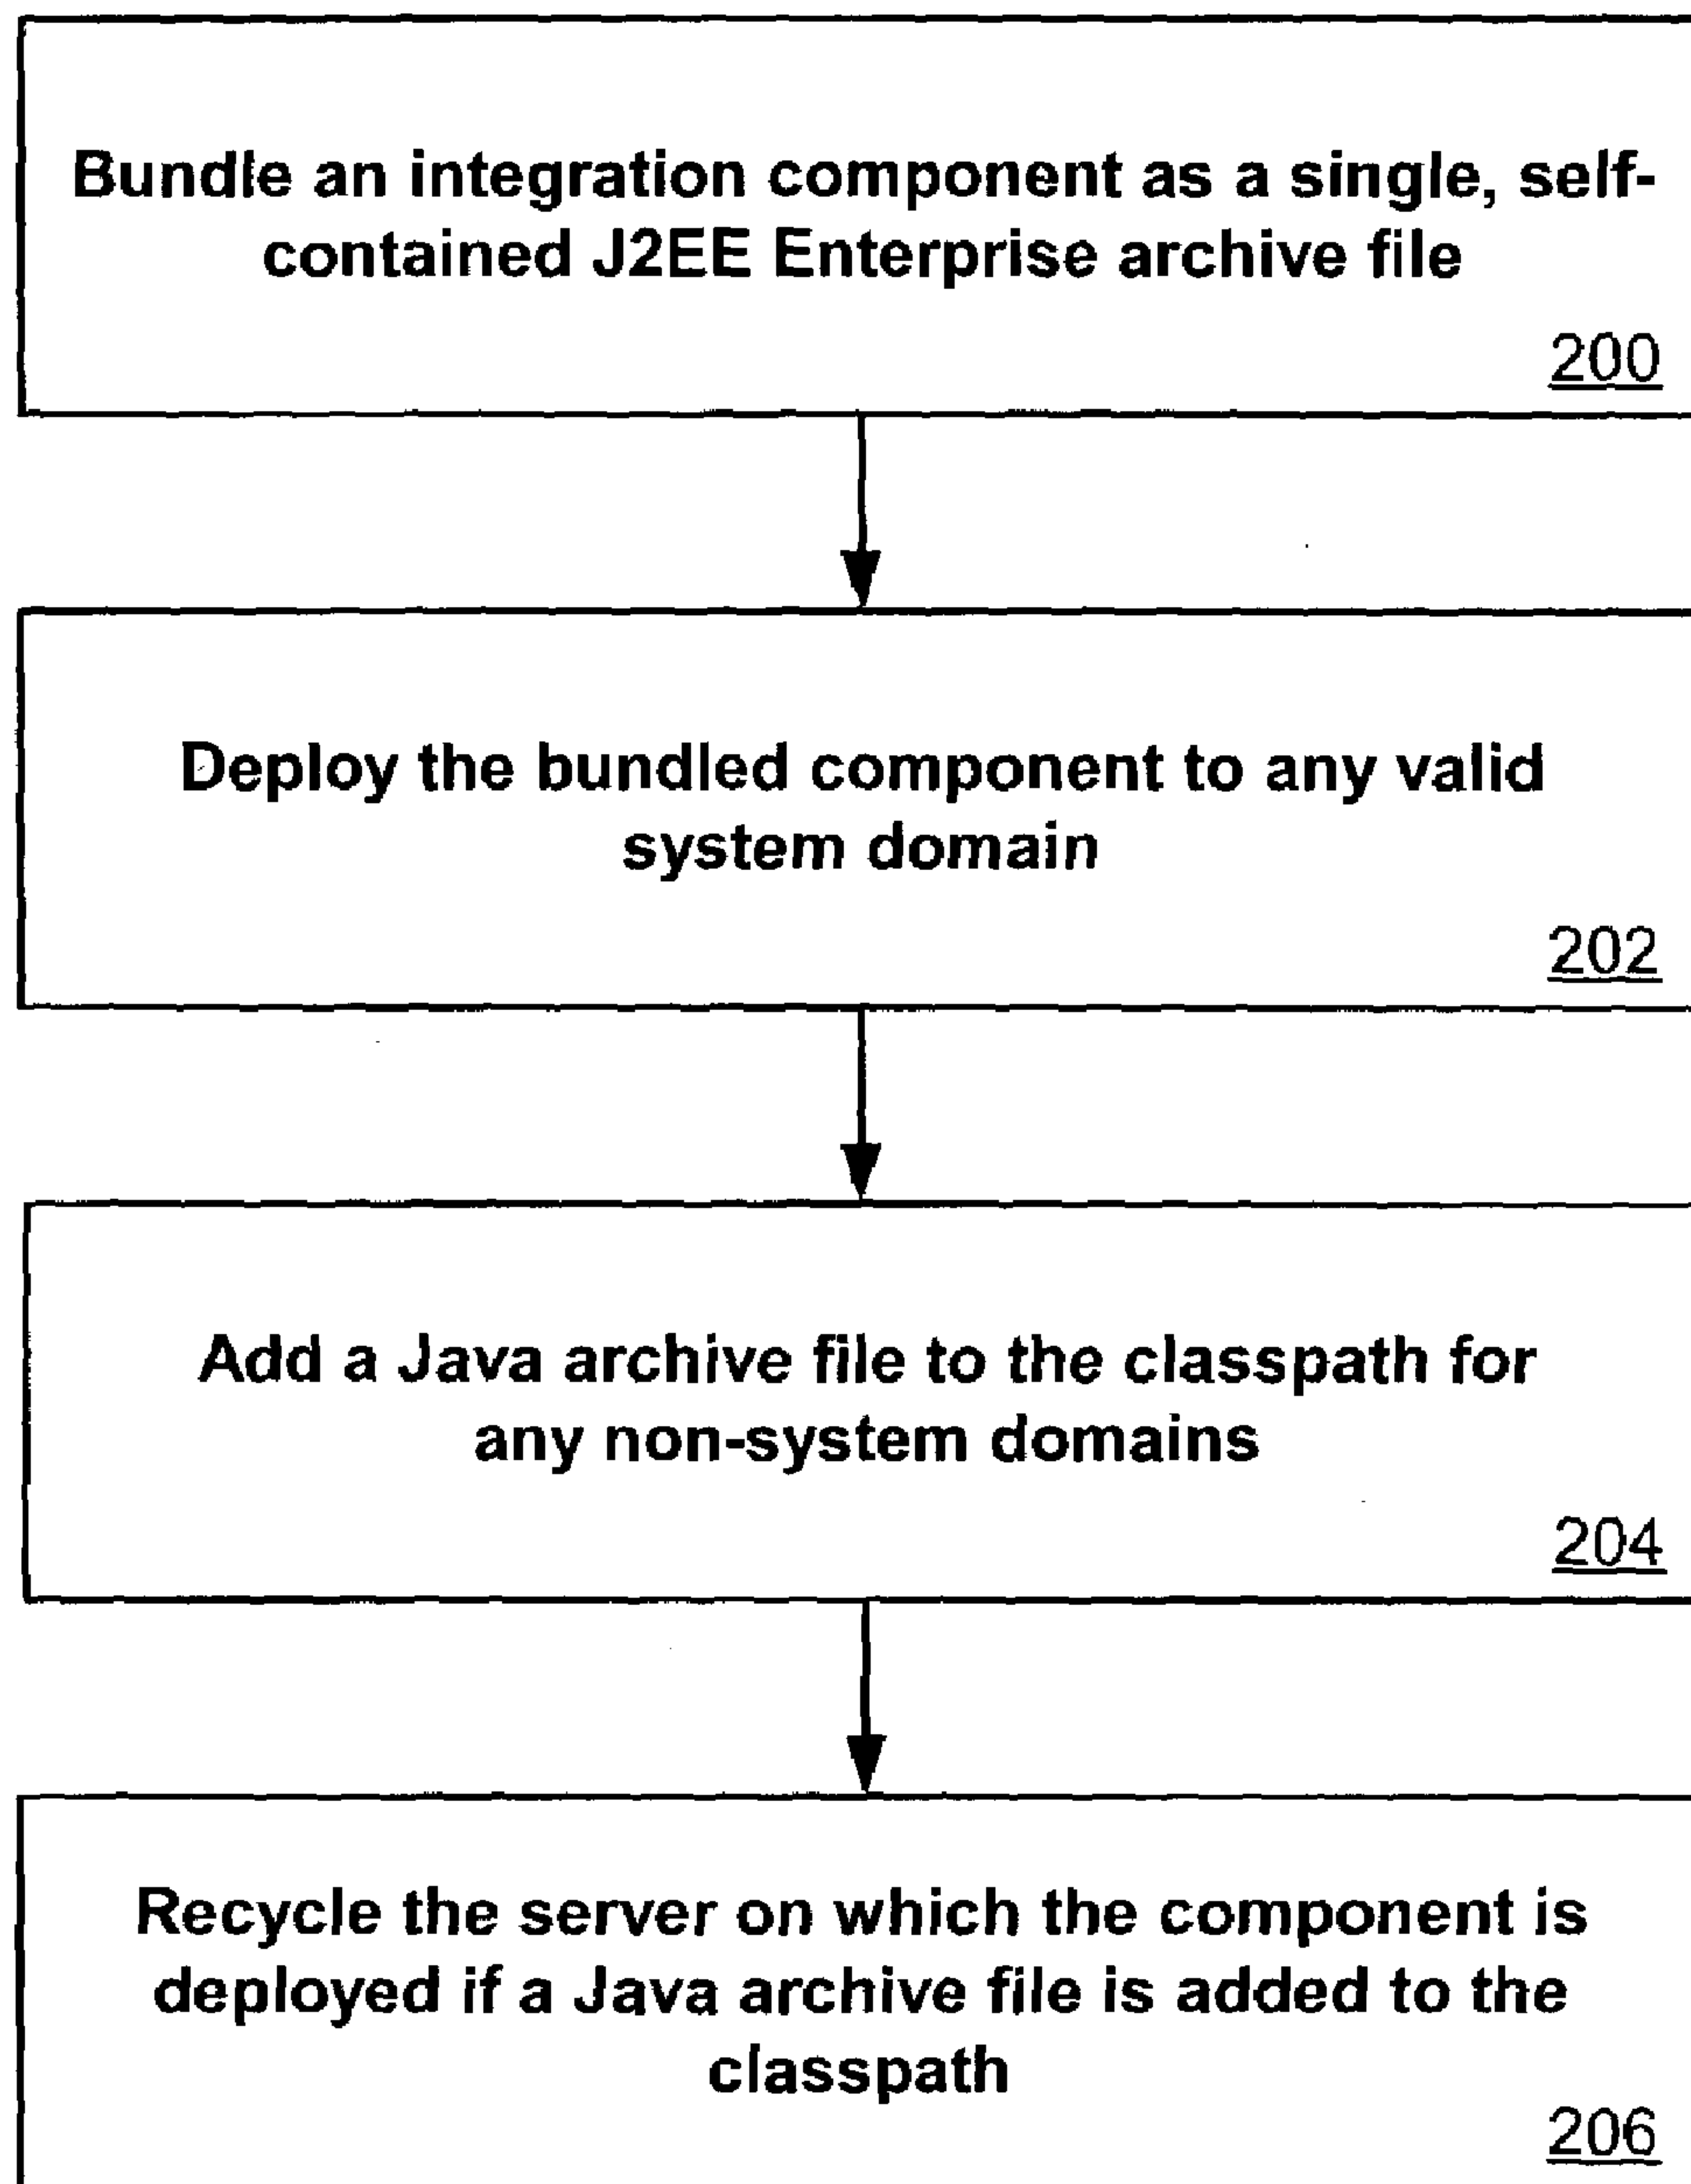 Bundle an integration component as a single, self-
contained J2EE Enterprise archive file
200
Deploy the bundled component to any valid
system domain
202
Add a Java archive file to the classpath for
any non-system domains
204
Recycle the server on which the component is
deployed if a Java archive file is added to the
classpath
206